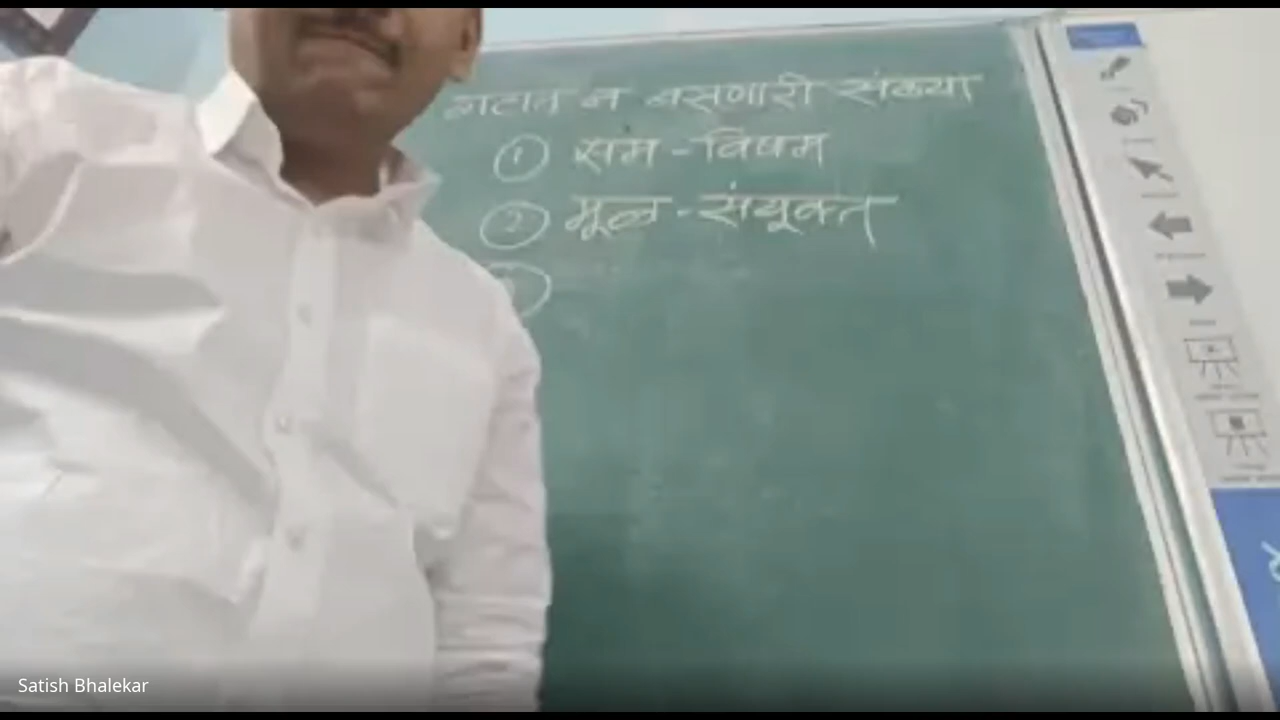 गटात न बसणारी संख्या
① सम - विषम
② मूळ - संयूक्त
Satish Bhalekar